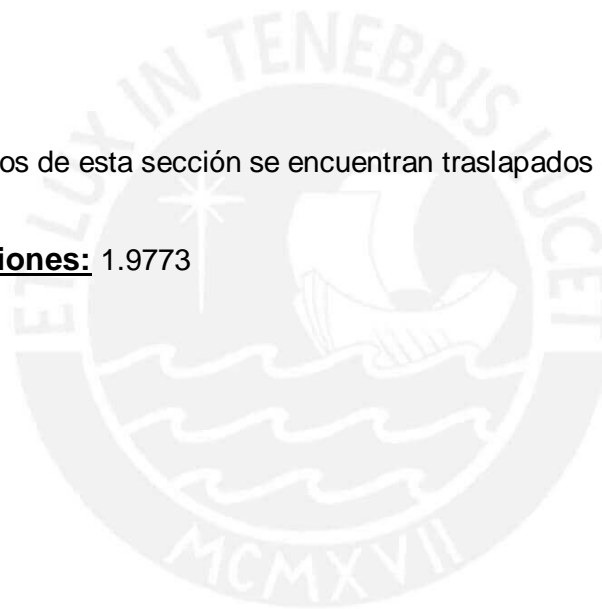 ET LUX IN TENEBRIS LUCET
os de esta sección se encuentran traslapados
iones: 1.9773
MCMXVII